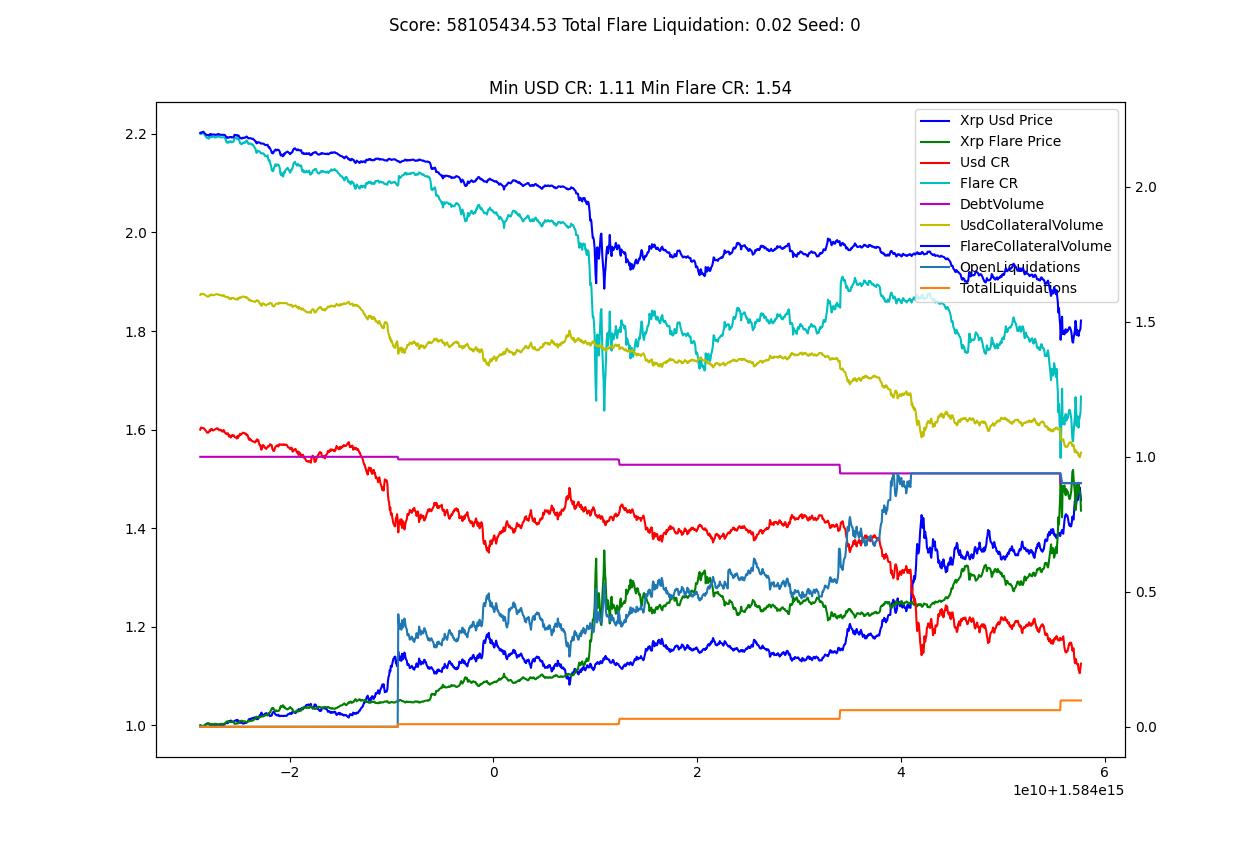 Score: 58105434.53 Total Flare Liquidation: 0.02 Seed: 0
Min USD CR: 1.11 Min Flare CR: 1.54
Xrp Usd Price
Xrp Flare Price
Usd CR
Flare CR
DebtVolume
UsdCollateralVolume
FlareCollateralVolume
OpenLiquidations
TotalLiquidations
2.2
2.0
1.8
1.6
1.4
1.2
1.0
2.0
1.5
1.0
0.5
0.0
−2 0 2 4 6
1e10+1.584e15